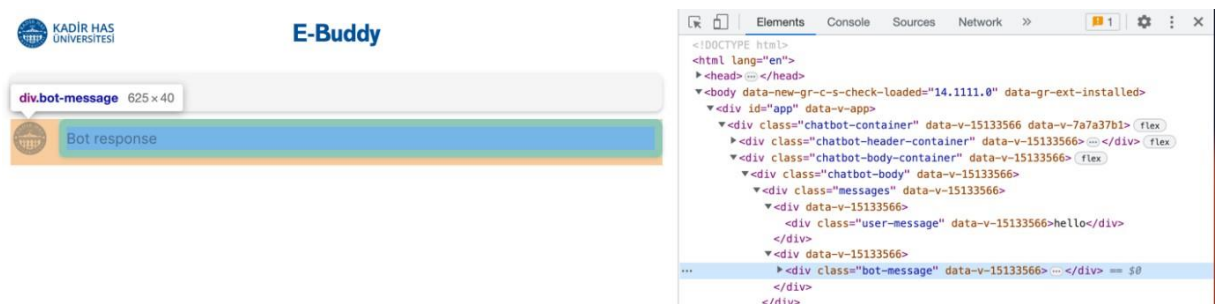 KADİR HAS
ÜNİVERSİTESİ
E-Buddy
div.bot-message 625 × 40
Bot response
Elements Console Sources Network » 1
<!DOCTYPE html>
<html lang="en">
▶<head>⋯</head>
▼<body data-new-gr-c-s-check-loaded="14.1111.0" data-gr-ext-installed>
▼<div id="app" data-v-app>
▼<div class="chatbot-container" data-v-15133566 data-v-7a7a37b1> flex
▶<div class="chatbot-header-container" data-v-15133566>⋯</div> flex
▼<div class="chatbot-body-container" data-v-15133566> flex
▼<div class="chatbot-body" data-v-15133566>
▼<div class="messages" data-v-15133566>
▼<div data-v-15133566>
<div class="user-message" data-v-15133566>hello</div>
</div>
▼<div data-v-15133566>
⋯ ▶<div class="bot-message" data-v-15133566>⋯</div> == $0
</div>
</div>